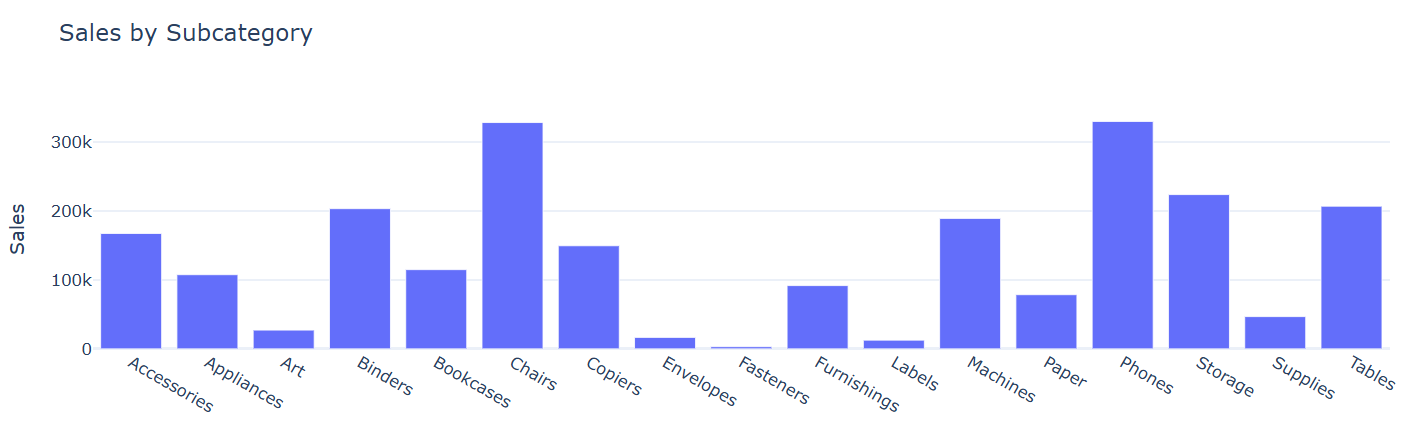 Sales by Subcategory
300k
200k
100k
0
Sales
Accessories
Appliances
Art
Binders
Bookcases
Chairs
Copiers
Envelopes
Fasteners
Furnishings
Labels
Machines
Paper
Phones
Storage
Supplies
Tables